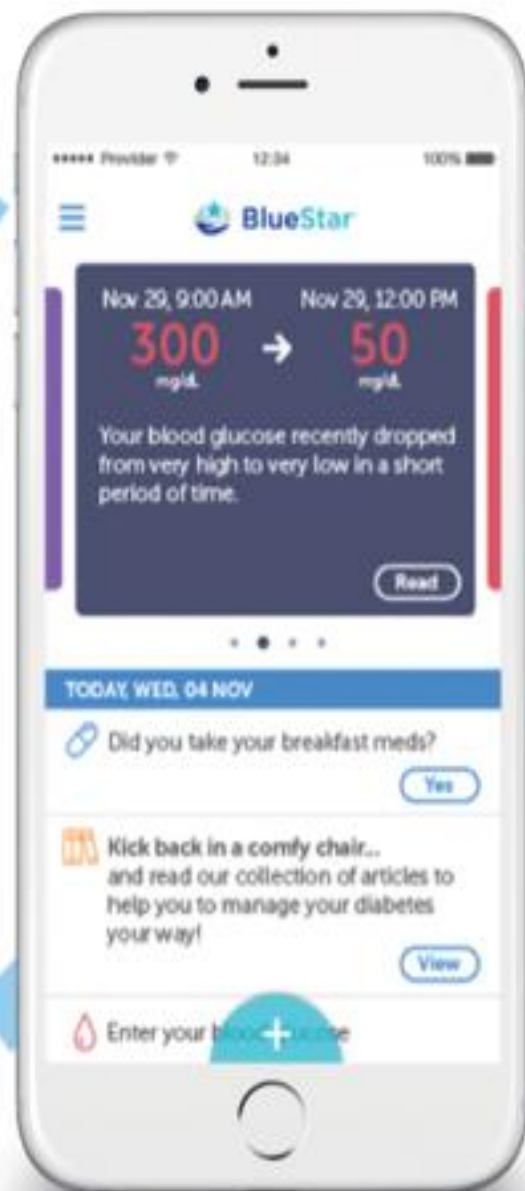 Provider 12:34 100%
BlueStar
Nov 29, 9:00 AM Nov 29, 12:00 PM
300 → 50
mg/dL mg/dL
Your blood glucose recently dropped
from very high to very low in a short
period of time.
Read
TODAY, WED, 04 NOV
Did you take your breakfast meds?
Yes
Kick back in a comfy chair...
and read our collection of articles to
help you to manage your diabetes
your way!
View
Enter your
+